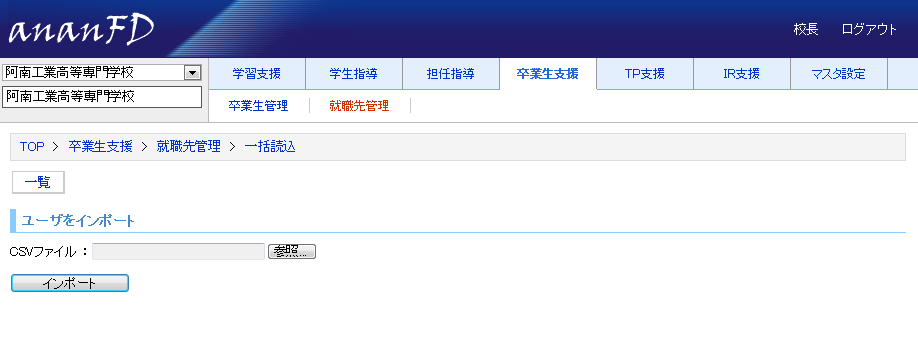 ananFD
校長 ログアウト
阿南工業高等専門学校
阿南工業高等専門学校
学習支援 学生指導 担任指導 卒業生支援 TP支援 IR支援 マスタ設定
卒業生管理 就職先管理
TOP > 卒業生支援 > 就職先管理 > 一括読込
一覧
ユーザをインポート
CSVファイル : 参照...
インポート